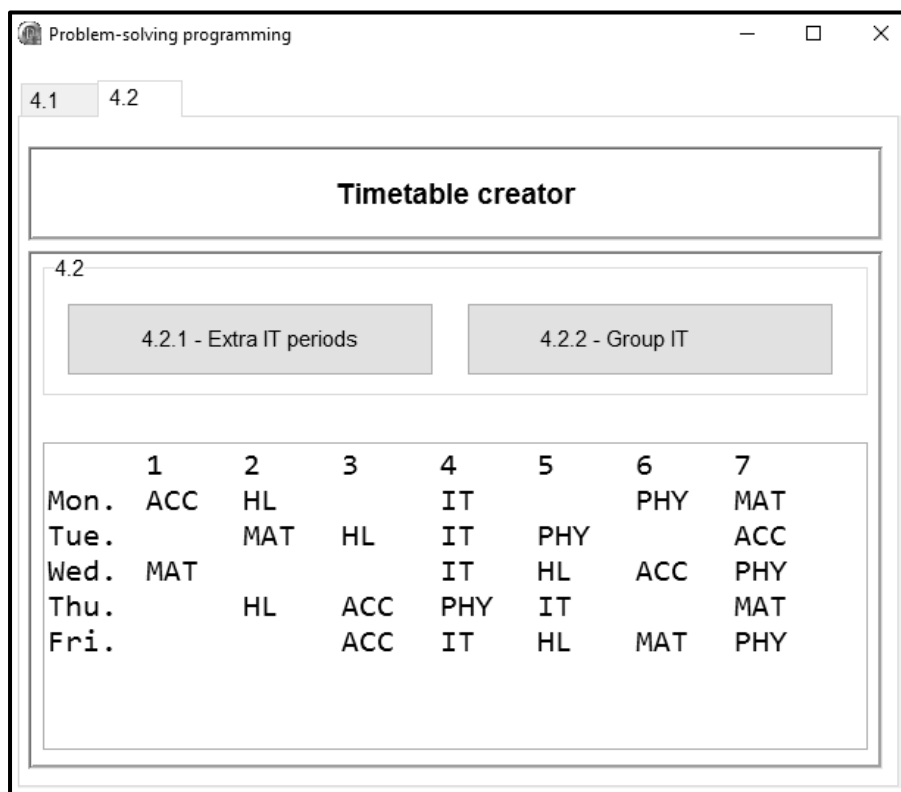 Problem-solving programming
4.1 4.2
Timetable creator
4.2
4.2.1 - Extra IT periods 4.2.2 - Group IT
1 2 3 4 5 6 7
Mon. ACC HL IT PHY MAT
Tue. MAT HL IT PHY ACC
Wed. MAT IT HL ACC PHY
Thu. HL ACC PHY IT MAT
Fri. ACC IT HL MAT PHY